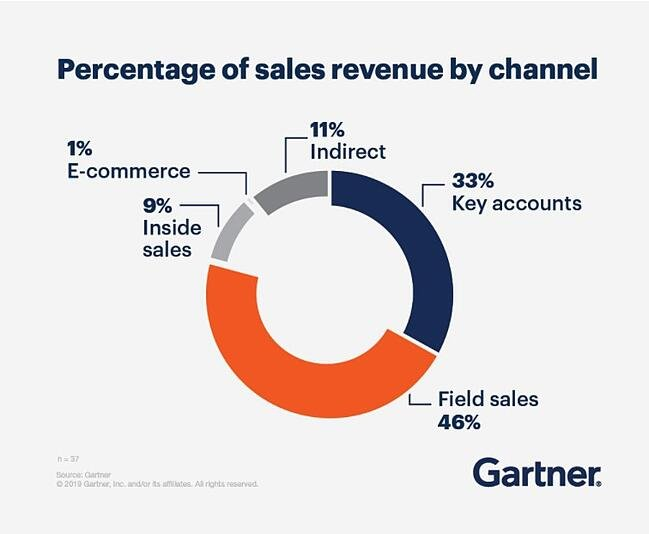 Percentage of sales revenue by channel
11%
Indirect
1%
E-commerce
33%
Key accounts
9%
Inside
sales
Field sales
46%
n = 37
Source: Gartner
© 2019 Gartner, Inc. and/or its affiliates. All rights reserved.
Gartner®